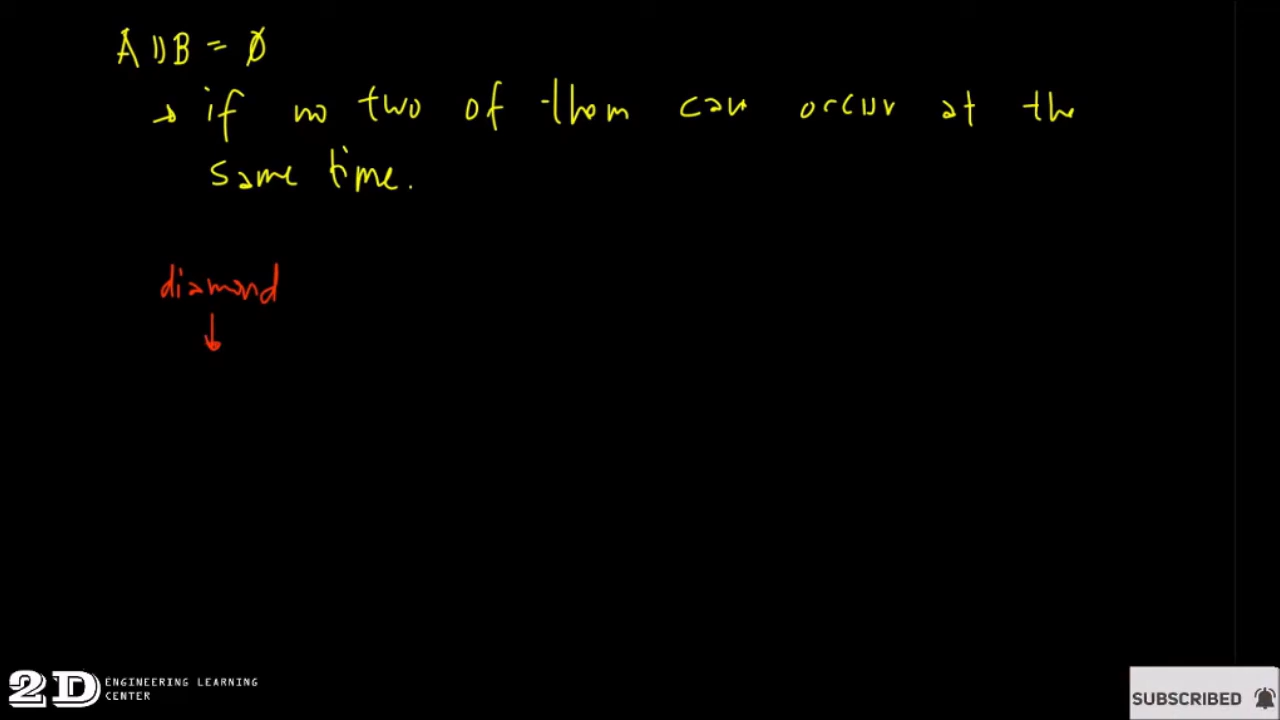 A ∩ B = Ø
→ if no two of them can occur at the
same time.
diamond
↓
2D ENGINEERING LEARNING
CENTER
SUBSCRIBED